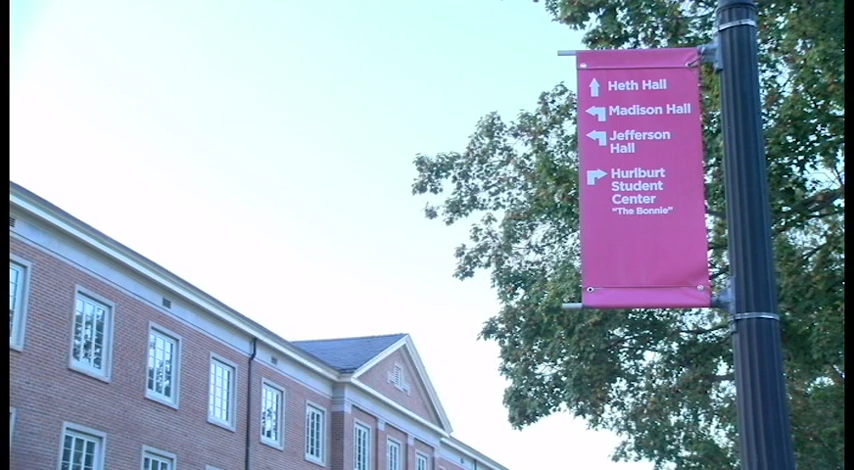 Heth Hall
Madison Hall
Jefferson
Hall
Hurlburt
Student
Center
"The Bonnie"